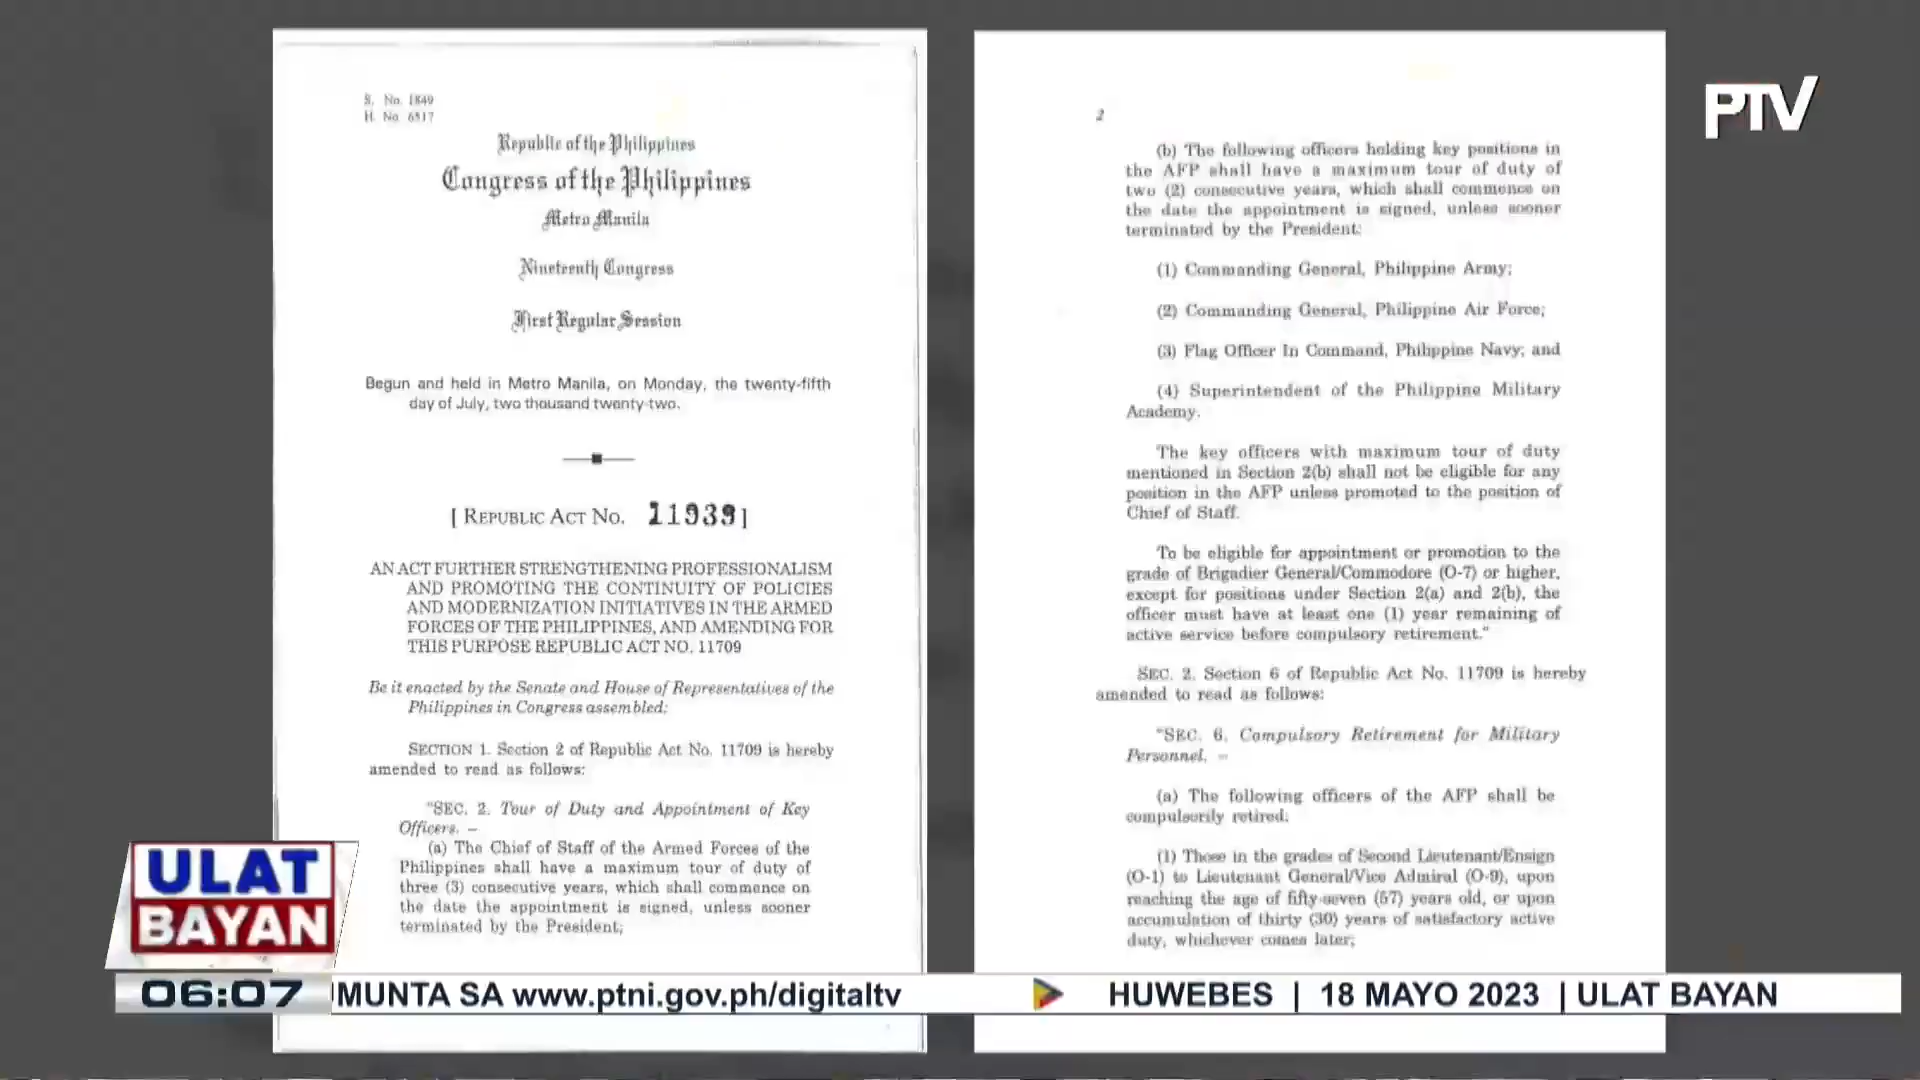 S. No. 1849
H. No. 6517
Republic of the Philippines
Congress of the Philippines
Metro Manila
Nineteenth Congress
First Regular Session
Begun and held in Metro Manila, on Monday, the twenty-fifth
day of July, two thousand twenty-two.
[ REPUBLIC ACT NO. 11939 ]
AN ACT FURTHER STRENGTHENING PROFESSIONALISM
AND PROMOTING THE CONTINUITY OF POLICIES
AND MODERNIZATION INITIATIVES IN THE ARMED
FORCES OF THE PHILIPPINES, AND AMENDING FOR
THIS PURPOSE REPUBLIC ACT NO. 11709
Be it enacted by the Senate and House of Representatives of the
Philippines in Congress assembled:
SECTION 1. Section 2 of Republic Act No. 11709 is hereby
amended to read as follows:
"SEC. 2. Tour of Duty and Appointment of Key
Officers. –
(a) The Chief of Staff of the Armed Forces of the
Philippines shall have a maximum tour of duty of
three (3) consecutive years, which shall commence on
the date the appointment is signed, unless sooner
terminated by the President;
2
(b) The following officers holding key positions in
the AFP shall have a maximum tour of duty of
two (2) consecutive years, which shall commence on
the date the appointment is signed, unless sooner
terminated by the President:
(1) Commanding General, Philippine Army;
(2) Commanding General, Philippine Air Force;
(3) Flag Officer In Command, Philippine Navy; and
(4) Superintendent of the Philippine Military
Academy.
The key officers with maximum tour of duty
mentioned in Section 2(b) shall not be eligible for any
position in the AFP unless promoted to the position of
Chief of Staff.
To be eligible for appointment or promotion to the
grade of Brigadier General/Commodore (O-7) or higher,
except for positions under Section 2(a) and 2(b), the
officer must have at least one (1) year remaining of
active service before compulsory retirement."
SEC. 2. Section 6 of Republic Act No. 11709 is hereby
amended to read as follows:
"SEC. 6. Compulsory Retirement for Military
Personnel. –
(a) The following officers of the AFP shall be
compulsorily retired:
(1) Those in the grades of Second Lieutenant/Ensign
(O-1) to Lieutenant General/Vice Admiral (O-9), upon
reaching the age of fifty-seven (57) years old, or upon
accumulation of thirty (30) years of satisfactory active
duty, whichever comes later;
PTV
ULAT
BAYAN
06:07
MUNTA SA www.ptni.gov.ph/digitaltv
HUWEBES | 18 MAYO 2023 | ULAT BAYAN